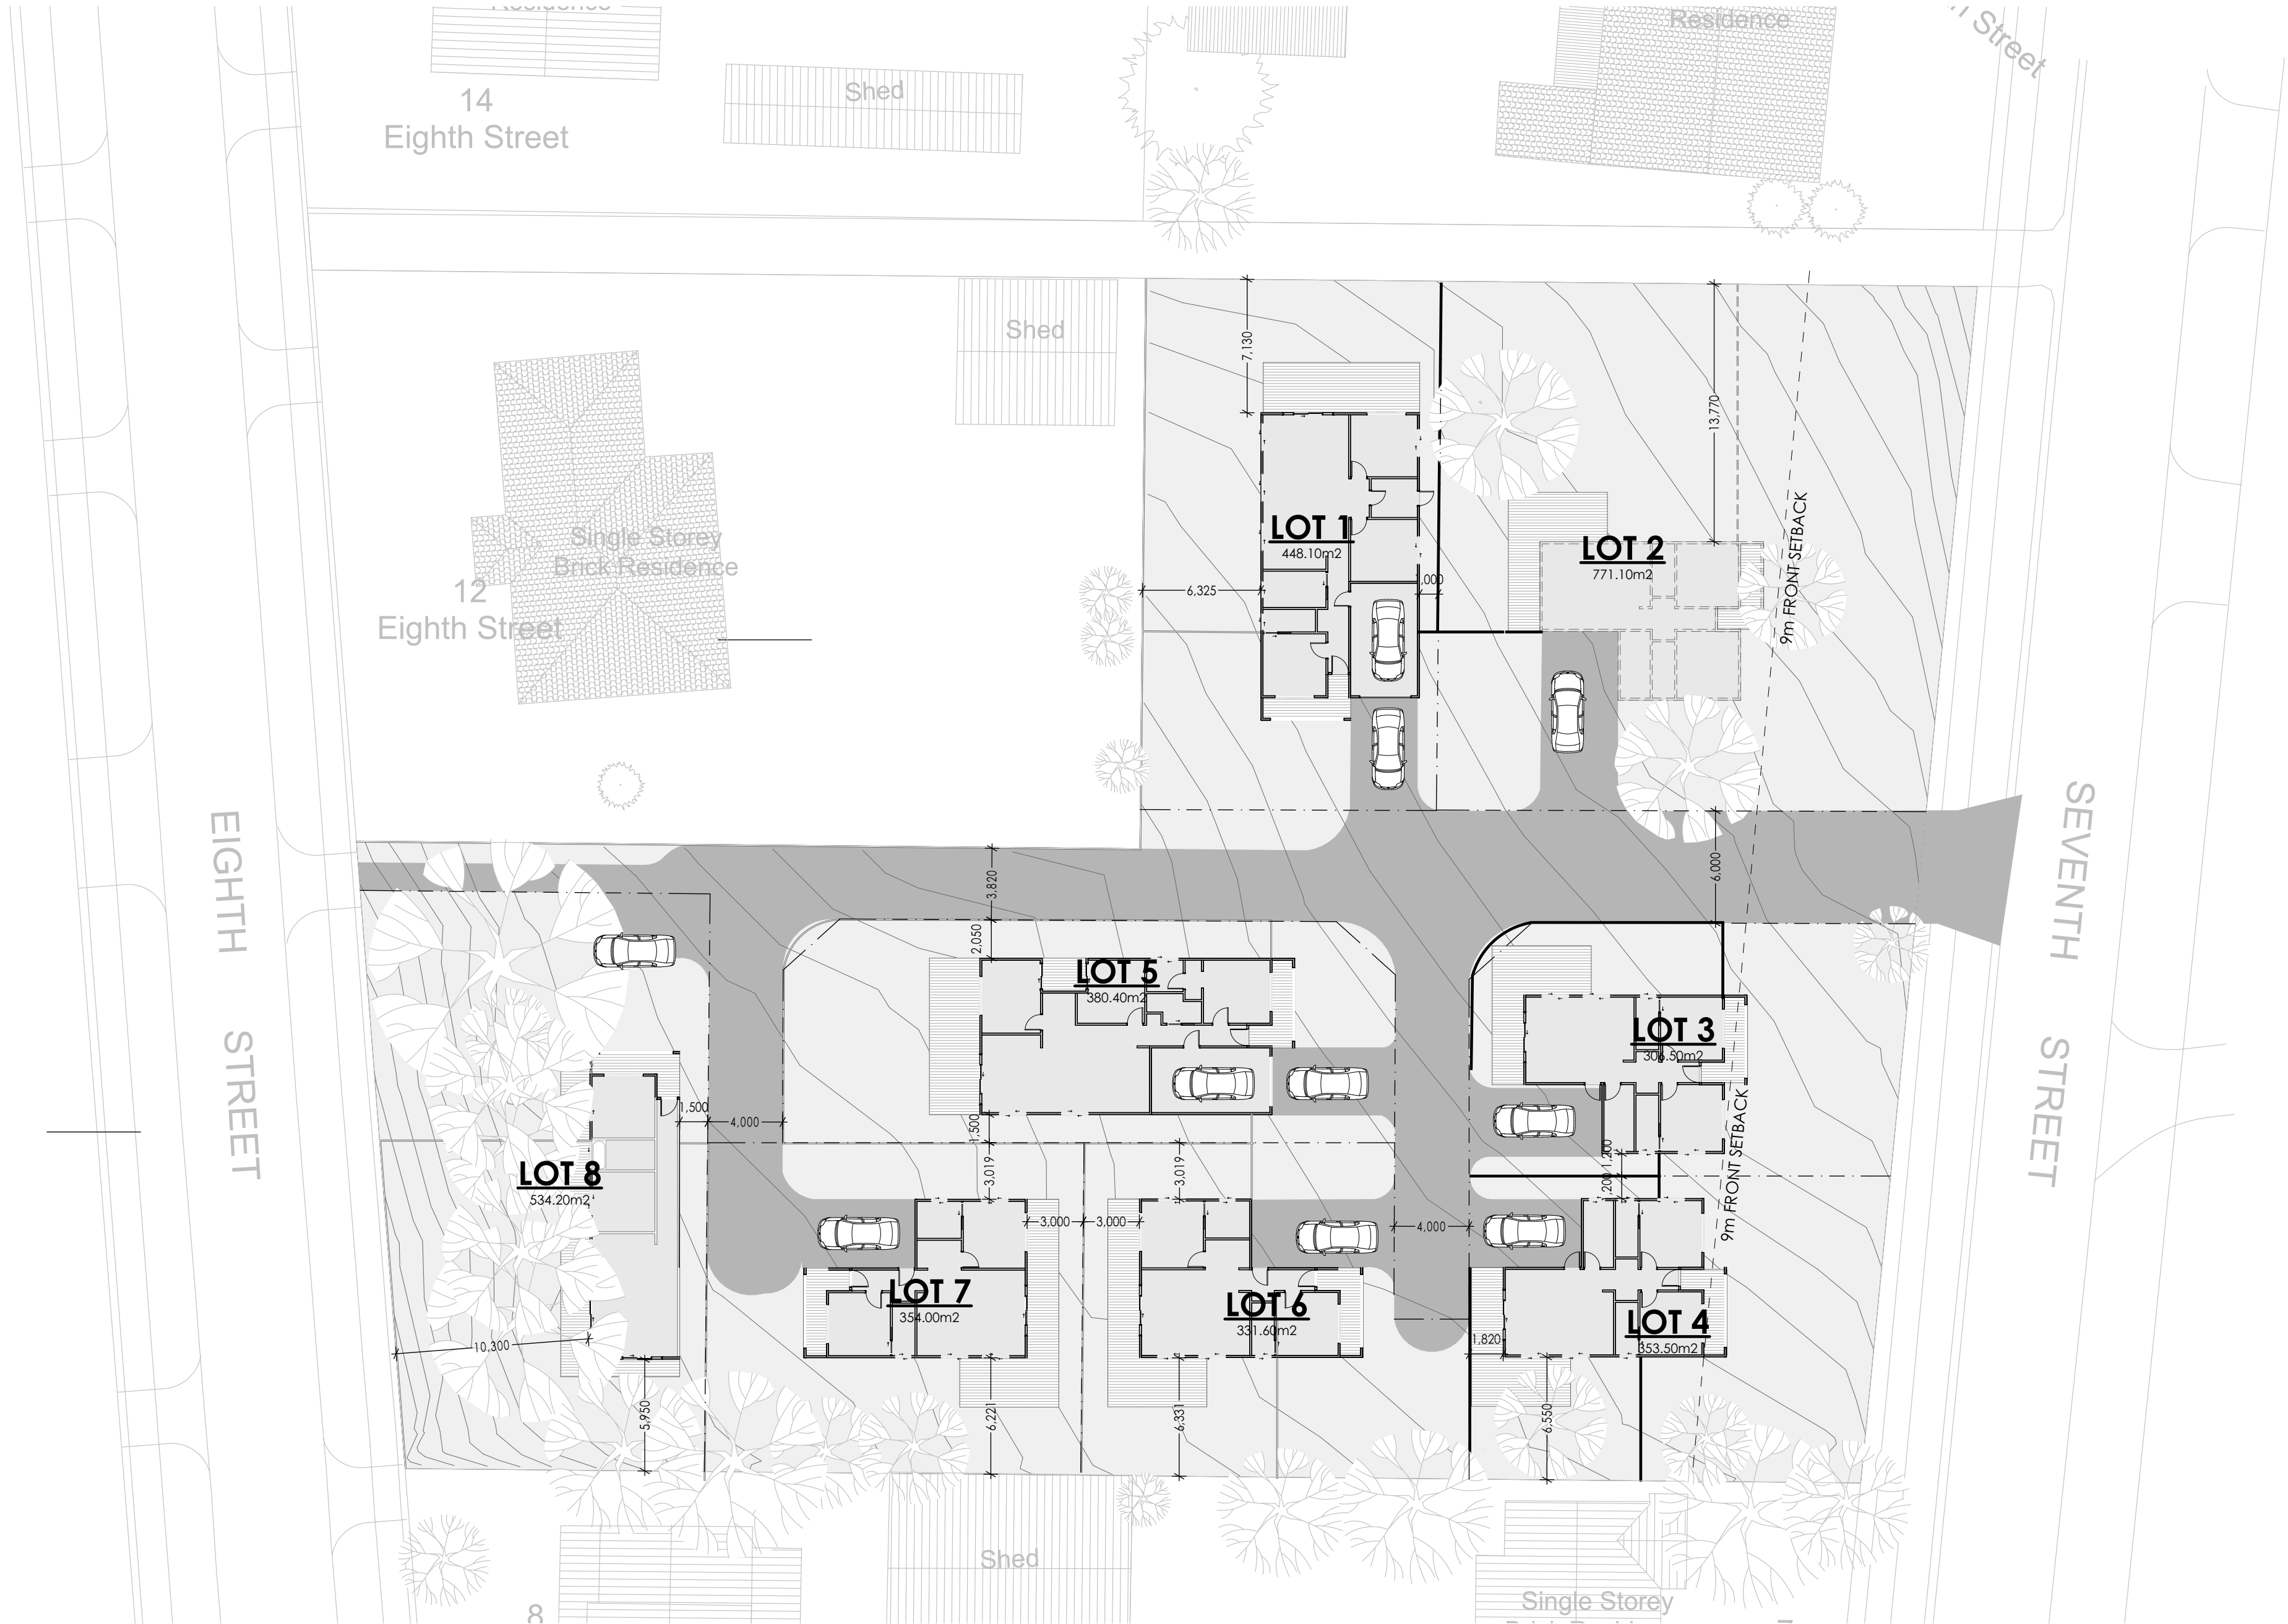 Residence
Residence
Street
14
Eighth Street
Shed
Shed
7,130
13,770
9m FRONT SETBACK
LOT 1
448.10m2
LOT 2
771.10m2
Single Storey
Brick Residence
12
Eighth Street
6,325
,000
EIGHTH STREET
SEVENTH STREET
3,820
6,000
2,050
LOT 5
380.40m2
LOT 3
306.50m2
1,500
4,000
1,500
9m FRONT SETBACK
LOT 8
534.20m2
3,019
3,019
1,200
,200
3,000
3,000
4,000
LOT 7
354.00m2
LOT 6
331.60m2
LOT 4
353.50m2
10,300
1,820
5,950
6,221
6,331
6,550
Shed
8
Single Storey